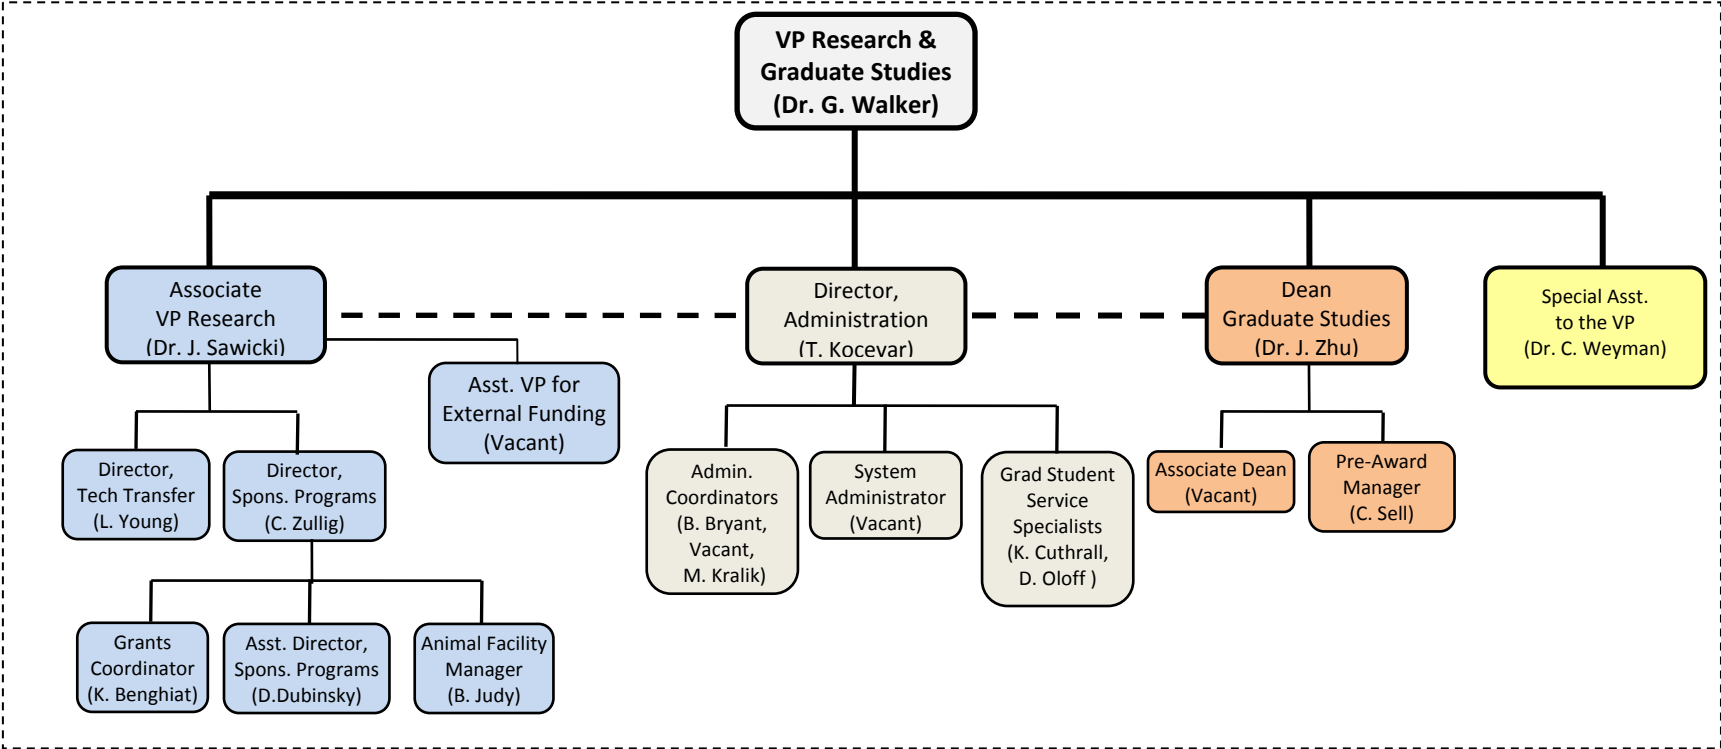 VP Research &
Graduate Studies
(Dr. G. Walker)
Associate
VP Research
(Dr. J. Sawicki)
Director,
Administration
(T. Kocevar)
Dean
Graduate Studies
(Dr. J. Zhu)
Special Asst.
to the VP
(Dr. C. Weyman)
Asst. VP for
External Funding
(Vacant)
Director,
Tech Transfer
(L. Young)
Director,
Spons. Programs
(C. Zullig)
Admin.
Coordinators
(B. Bryant,
Vacant,
M. Kralik)
System
Administrator
(Vacant)
Grad Student
Service
Specialists
(K. Cuthrall,
D. Oloff )
Associate Dean
(Vacant)
Pre-Award
Manager
(C. Sell)
Grants
Coordinator
(K. Benghiat)
Asst. Director,
Spons. Programs
(D.Dubinsky)
Animal Facility
Manager
(B. Judy)